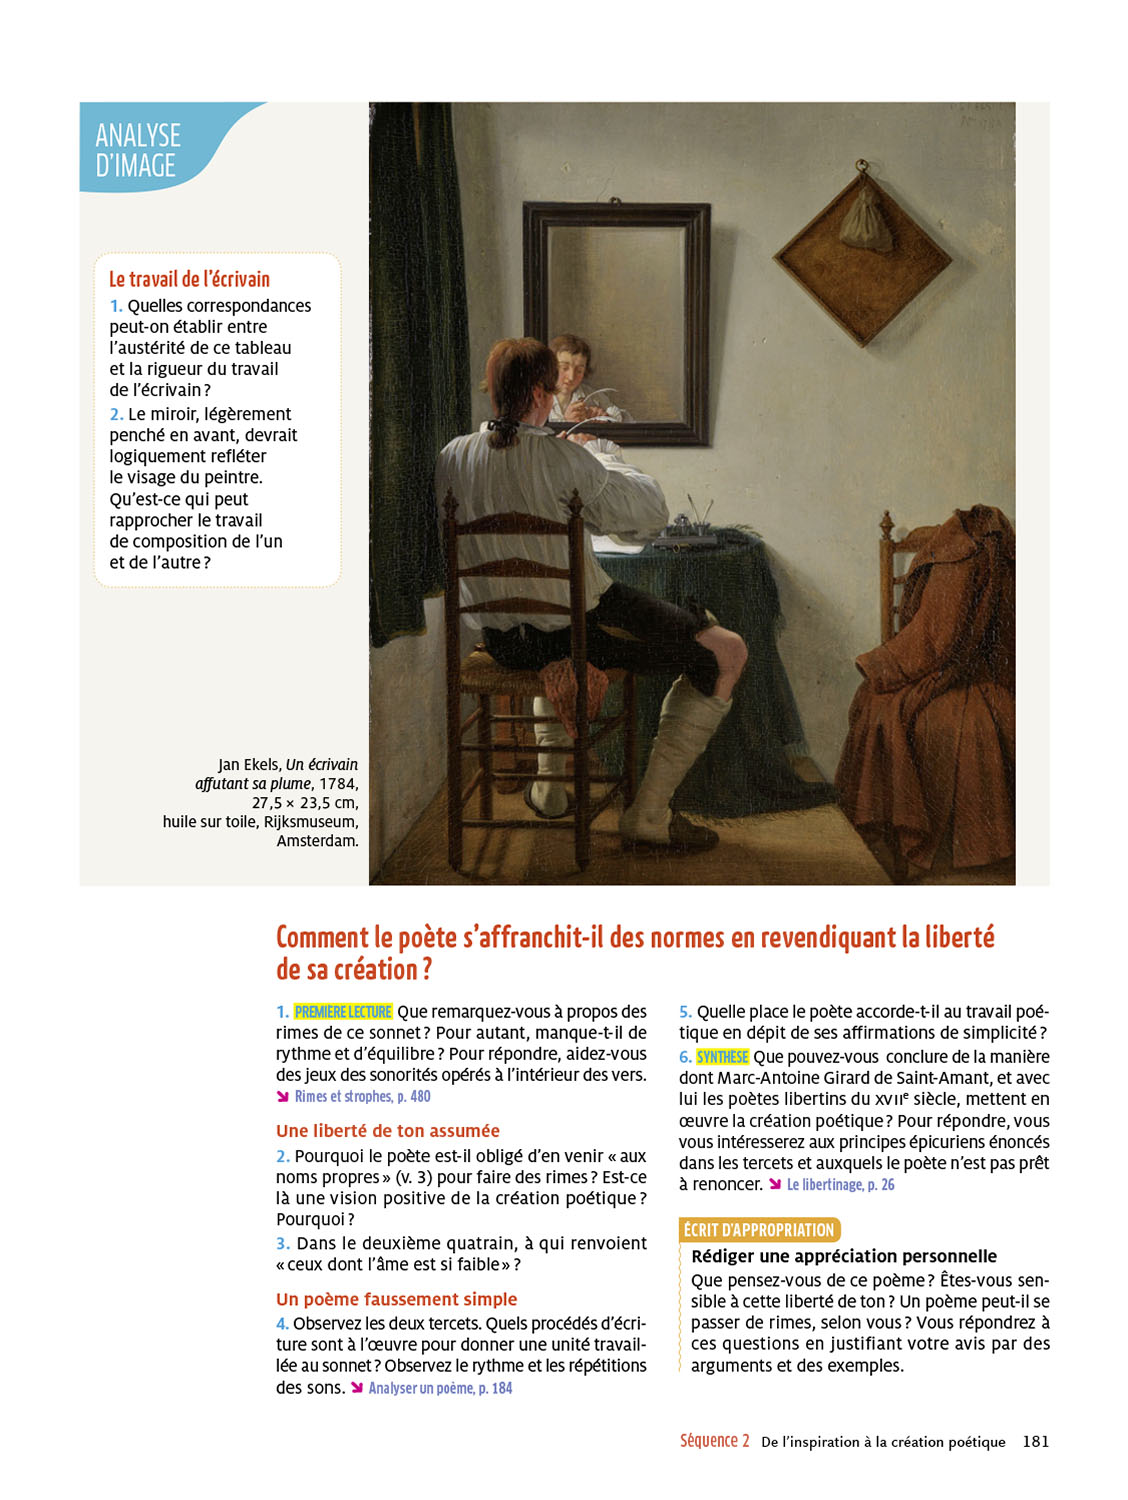 ANALYSE
D'IMAGE
Le travail de l'écrivain
1. Quelles correspondances
peut-on établir entre
l'austérité de ce tableau
et la rigueur du travail
de l'écrivain ?
2. Le miroir, légèrement
penché en avant, devrait
logiquement refléter
le visage du peintre.
Qu'est-ce qui peut
rapprocher le travail
de composition de l'un
et de l'autre ?
Jan Ekels, Un écrivain
affutant sa plume, 1784,
27,5 × 23,5 cm,
huile sur toile, Rijksmuseum,
Amsterdam.
Comment le poète s'affranchit-il des normes en revendiquant la liberté
de sa création ?
1. PREMIÈRE LECTURE Que remarquez-vous à propos des
rimes de ce sonnet ? Pour autant, manque-t-il de
rythme et d'équilibre ? Pour répondre, aidez-vous
des jeux des sonorités opérés à l'intérieur des vers.
Rimes et strophes, p. 480
Une liberté de ton assumée
2. Pourquoi le poète est-il obligé d'en venir « aux
noms propres » (v. 3) pour faire des rimes ? Est-ce
là une vision positive de la création poétique ?
Pourquoi ?
3. Dans le deuxième quatrain, à qui renvoient
« ceux dont l'âme est si faible » ?
Un poème faussement simple
4. Observez les deux tercets. Quels procédés d'écri-
ture sont à l'œuvre pour donner une unité travail-
lée au sonnet ? Observez le rythme et les répétitions
des sons. Analyser un poème, p. 184
5. Quelle place le poète accorde-t-il au travail poé-
tique en dépit de ses affirmations de simplicité ?
6. SYNTHÈSE Que pouvez-vous conclure de la manière
dont Marc-Antoine Girard de Saint-Amant, et avec
lui les poètes libertins du XVIIe siècle, mettent en
œuvre la création poétique ? Pour répondre, vous
vous intéresserez aux principes épicuriens énoncés
dans les tercets et auxquels le poète n'est pas prêt
à renoncer. Le libertinage, p. 26
ÉCRIT D'APPROPRIATION
Rédiger une appréciation personnelle
Que pensez-vous de ce poème ? Êtes-vous sen-
sible à cette liberté de ton ? Un poème peut-il se
passer de rimes, selon vous ? Vous répondrez à
ces questions en justifiant votre avis par des
arguments et des exemples.
Séquence 2 De l'inspiration à la création poétique 181